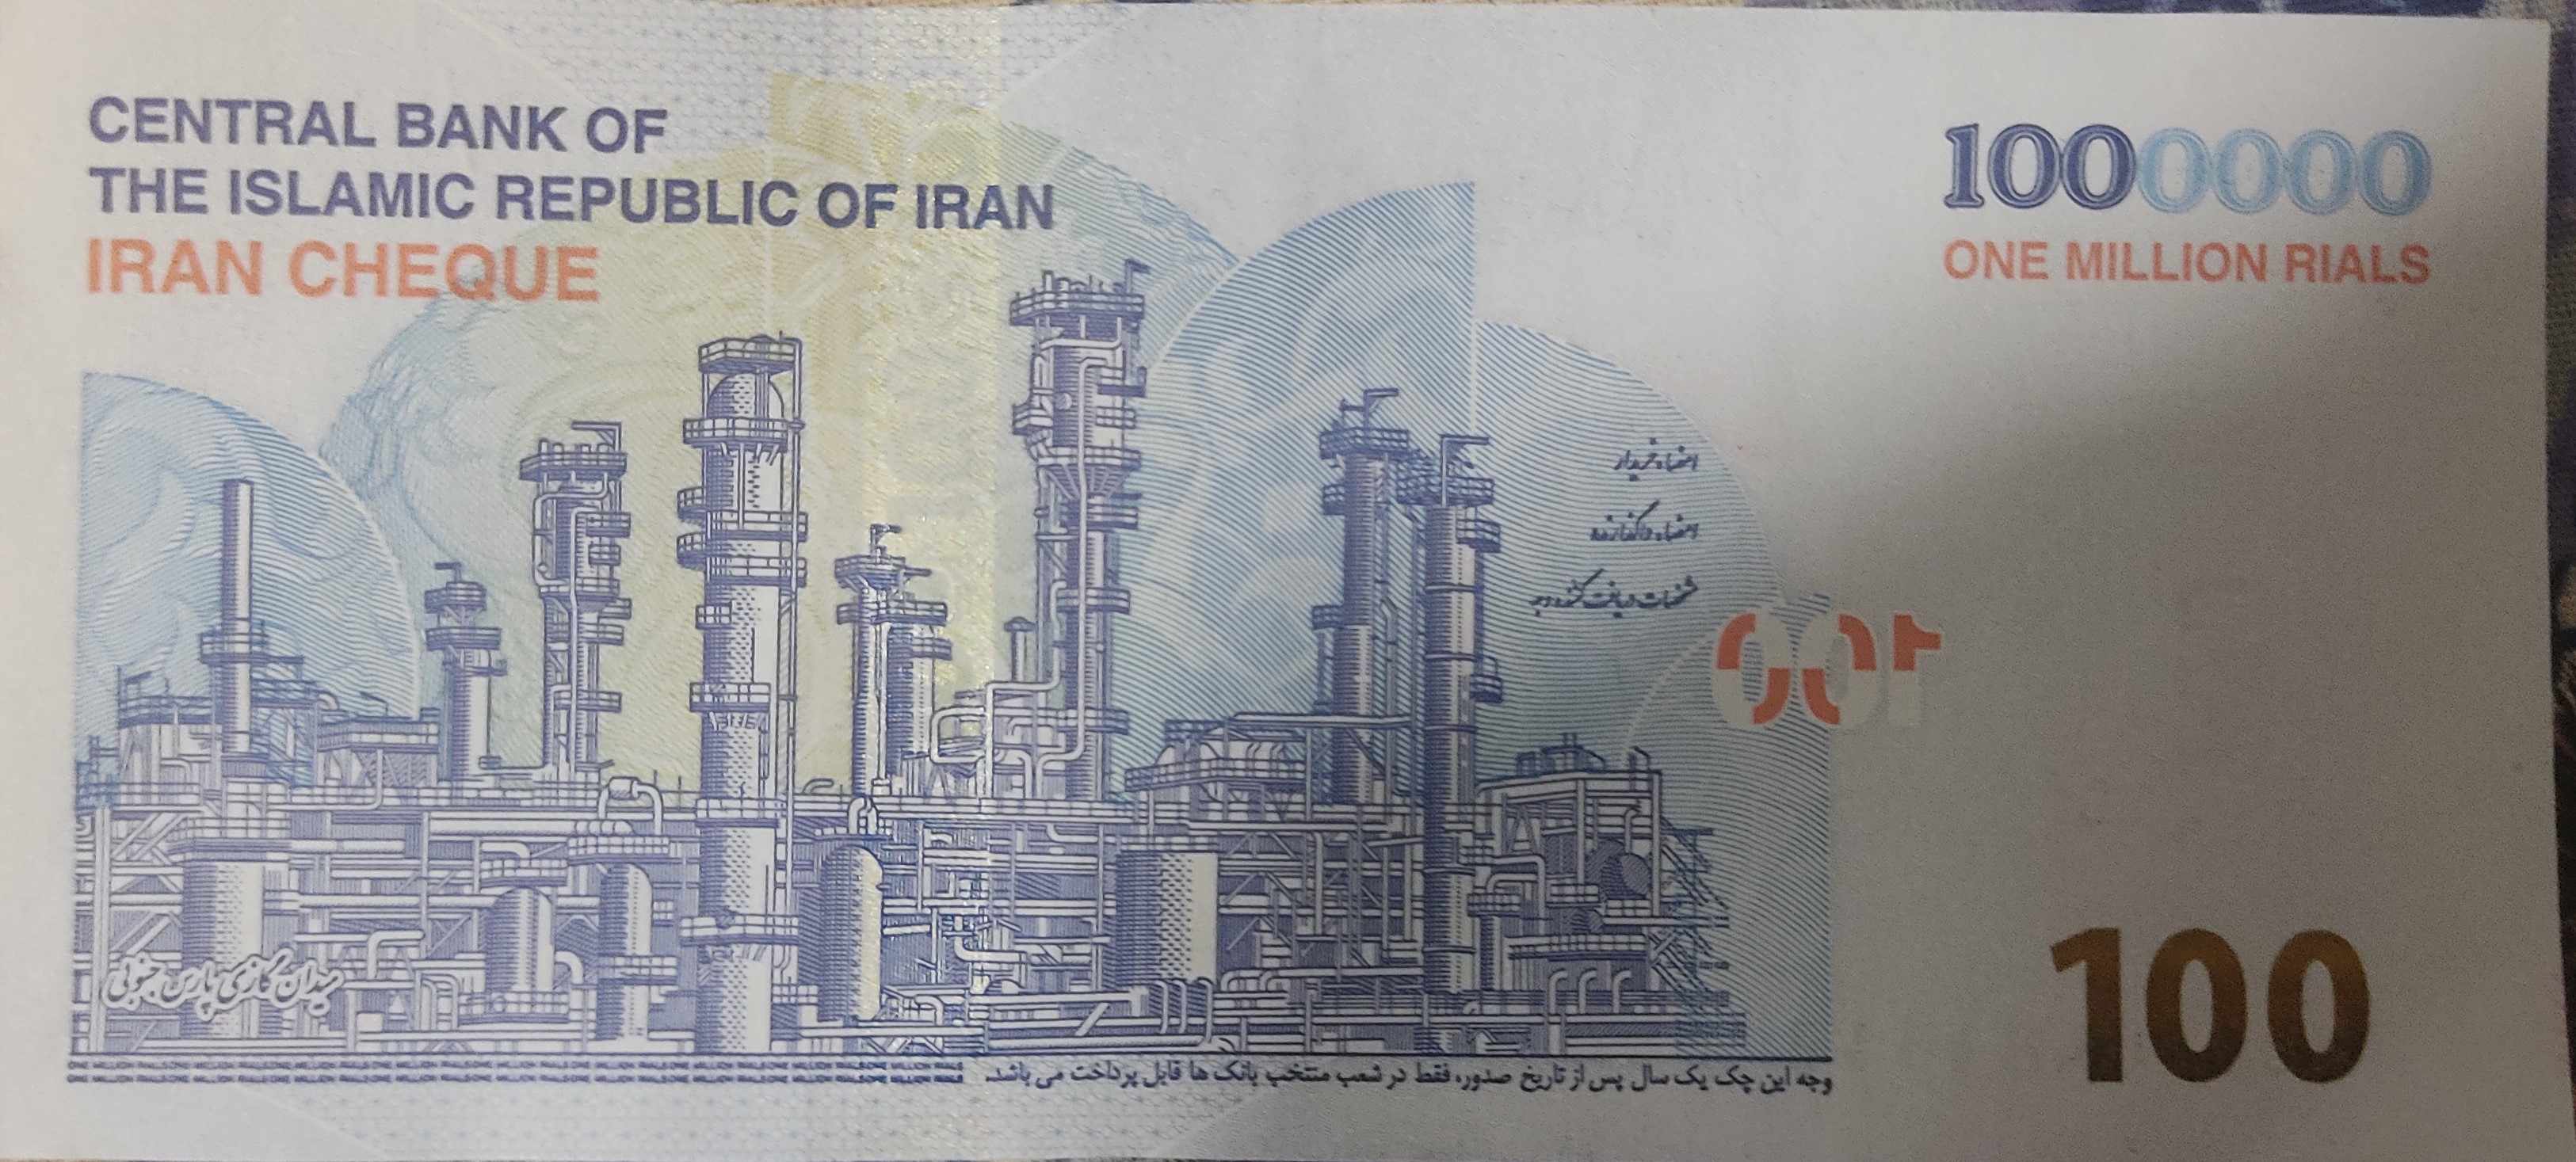 CENTRAL BANK OF
THE ISLAMIC REPUBLIC OF IRAN
IRAN CHEQUE
1000000
ONE MILLION RIALS
امضاء خریدار
امضاء واگذارنده
مشخصات دریافت کننده وجه
100
میدان گازی پارس جنوبی
وجه این چک یک سال پس از تاریخ صدور، فقط در شعب منتخب بانک ها قابل پرداخت می باشد.
100